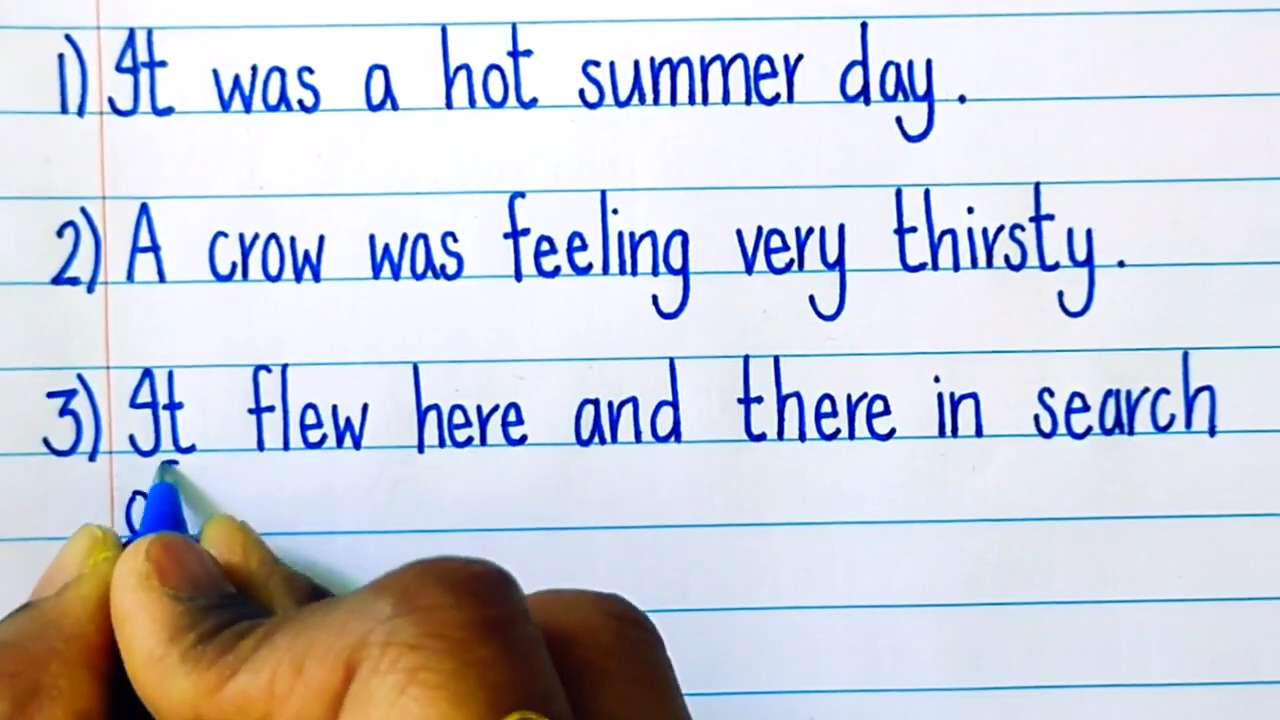 1) It was a hot summer day.
2) A crow was feeling very thirsty.
3) It flew here and there in search